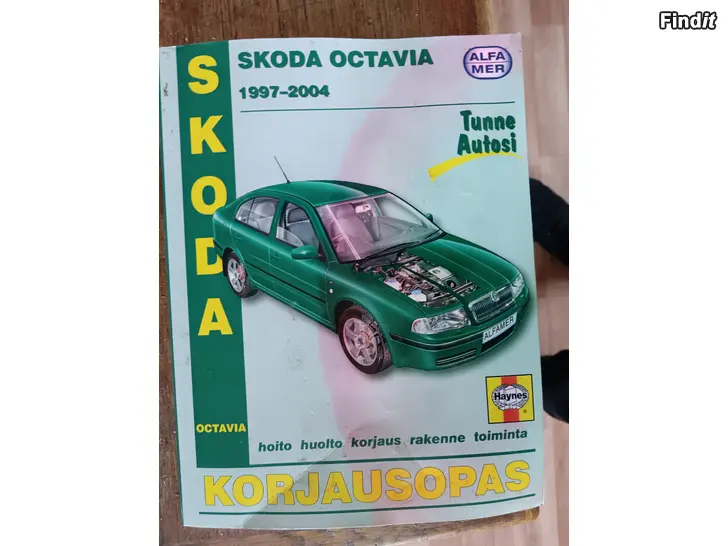 Findit
SKODA
SKODA OCTAVIA
1997-2004
ALFA
MER
Tunne
Autosi
ALFAMER
Haynes
OCTAVIA
hoito huolto korjaus rakenne toiminta
KORJAUSOPAS